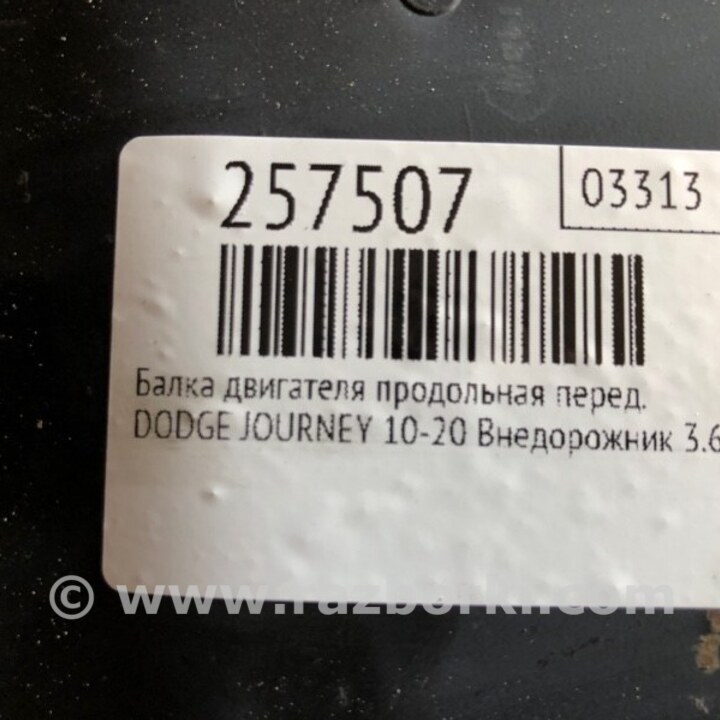 257507
03313
Балка двигателя продольная перед.
DODGE JOURNEY 10-20 Внедорожник 3.6
© www.razborki.com